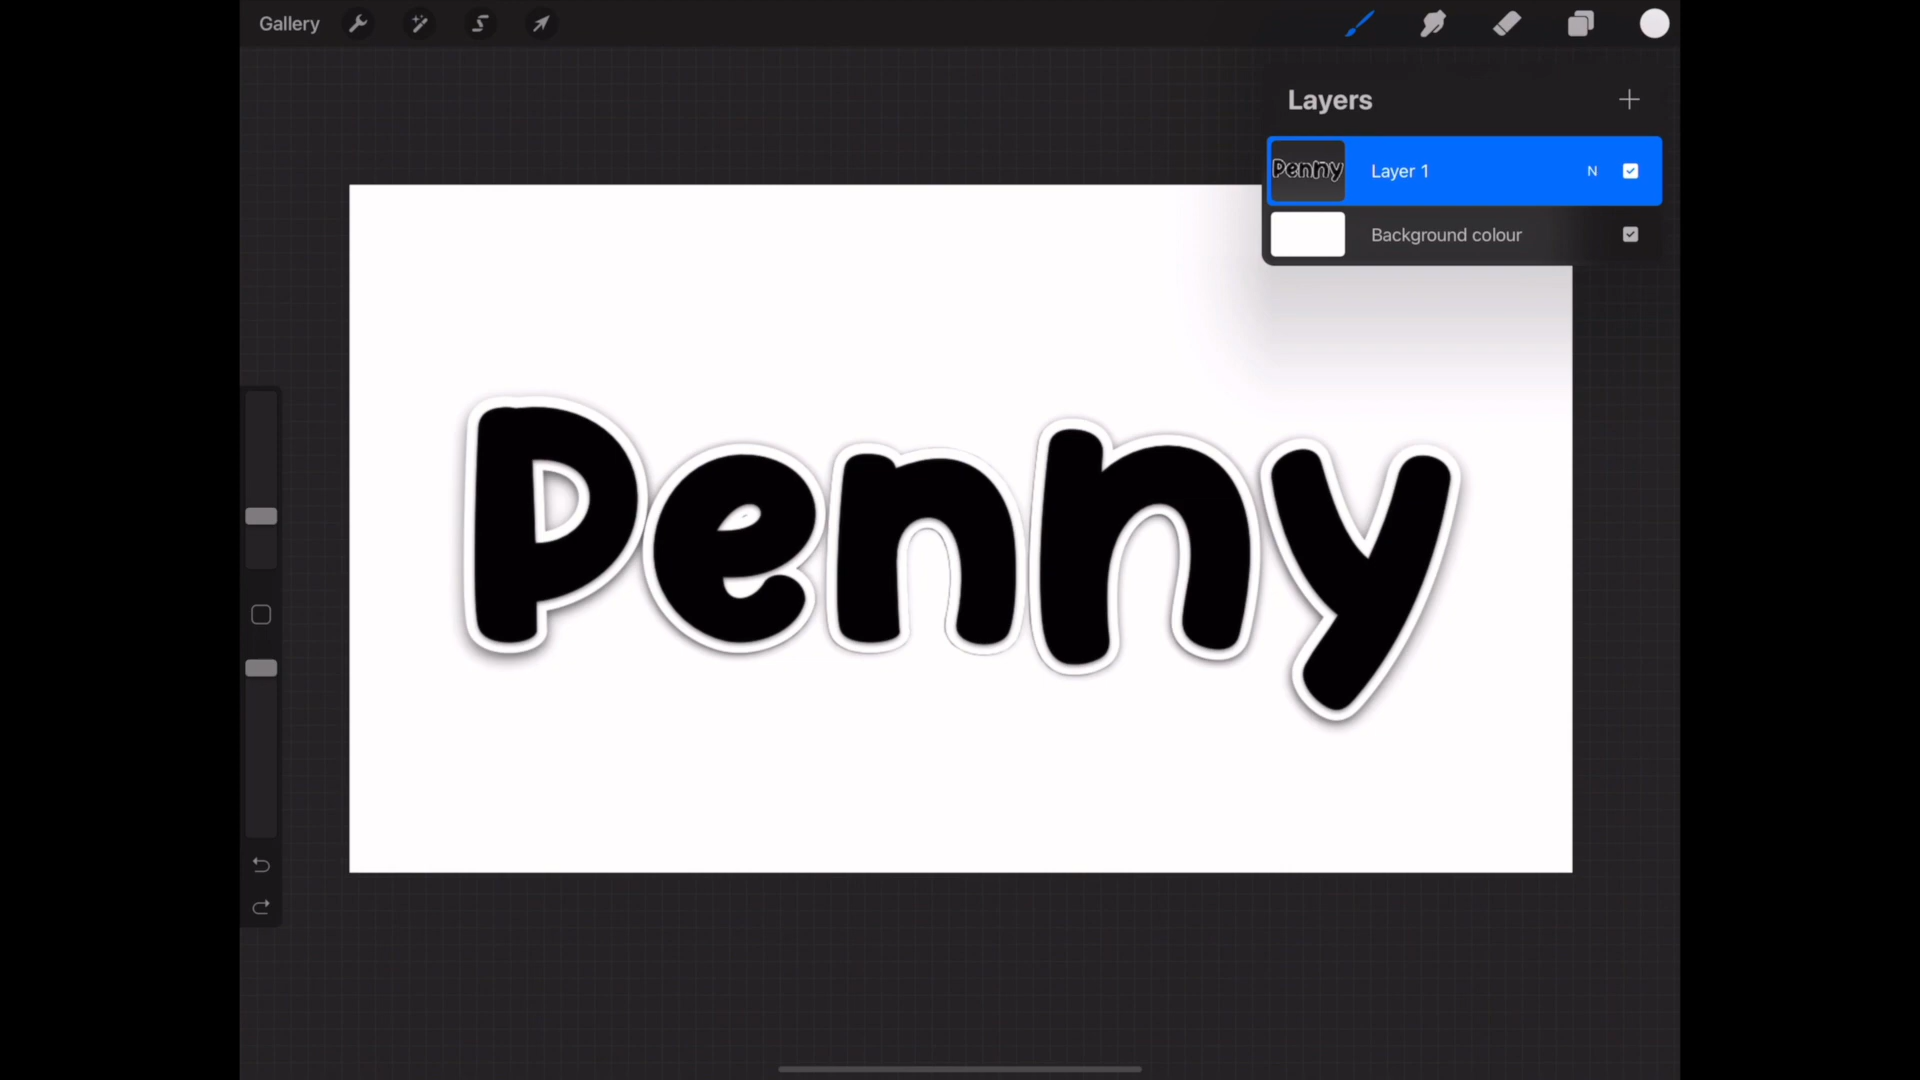 Gallery
Layers
Penny
Layer 1
N
Background colour
Penny